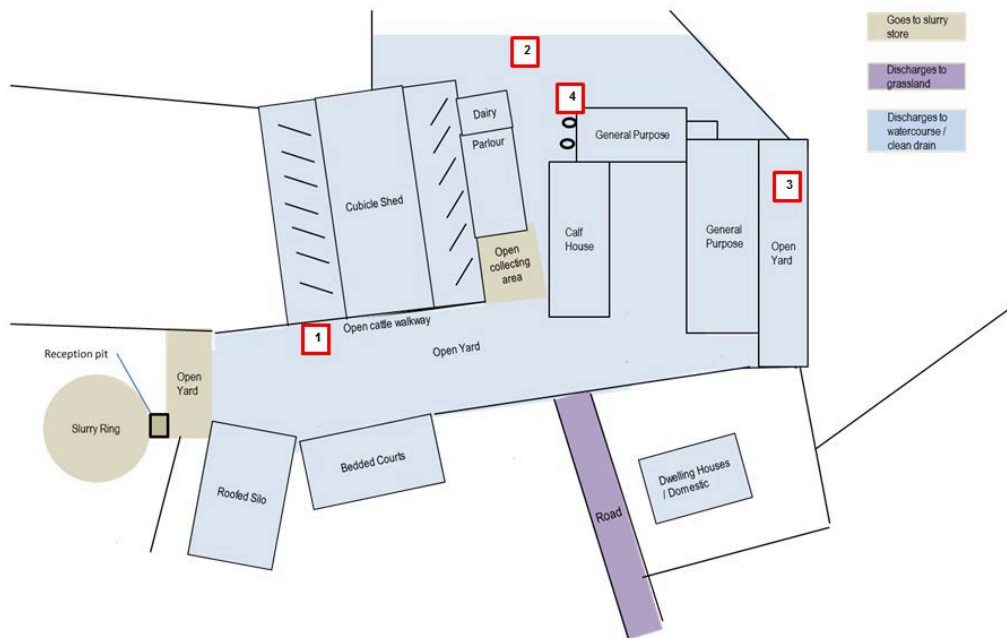 2
Goes to slurry
store
4
Discharges to
grassland
Dairy
General Purpose
Parlour
Discharges to
watercourse /
clean drain
3
Cubicle Shed
Calf
House
General
Purpose
Open
Yard
Open
collecting
area
1
Open cattle walkway
Open Yard
Reception pit
Open
Yard
Slurry Ring
Bedded Courts
Roofed Silo
Dwelling Houses
/ Domestic
Road